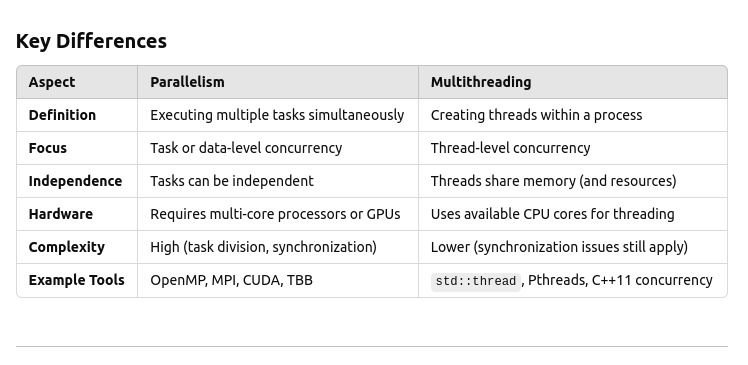 Key Differences
Aspect Parallelism Multithreading
Definition Executing multiple tasks simultaneously Creating threads within a process
Focus Task or data-level concurrency Thread-level concurrency
Independence Tasks can be independent Threads share memory (and resources)
Hardware Requires multi-core processors or GPUs Uses available CPU cores for threading
Complexity High (task division, synchronization) Lower (synchronization issues still apply)
Example Tools OpenMP, MPI, CUDA, TBB std::thread, Pthreads, C++11 concurrency